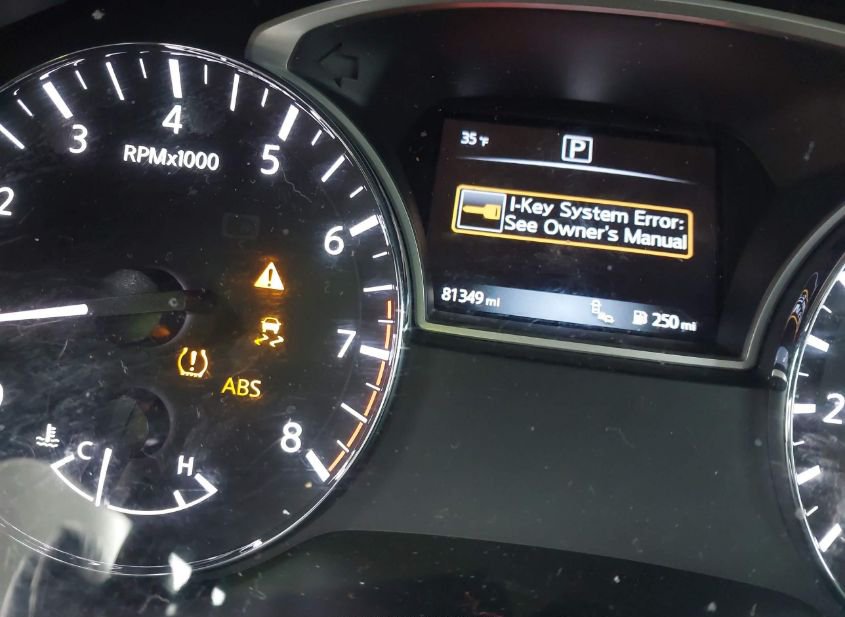 2
3
4
5
6
7
8
RPMx1000
ABS
C
H
35°F
P
I-Key System Error:
See Owner's Manual
81349 mi
250 mi
2